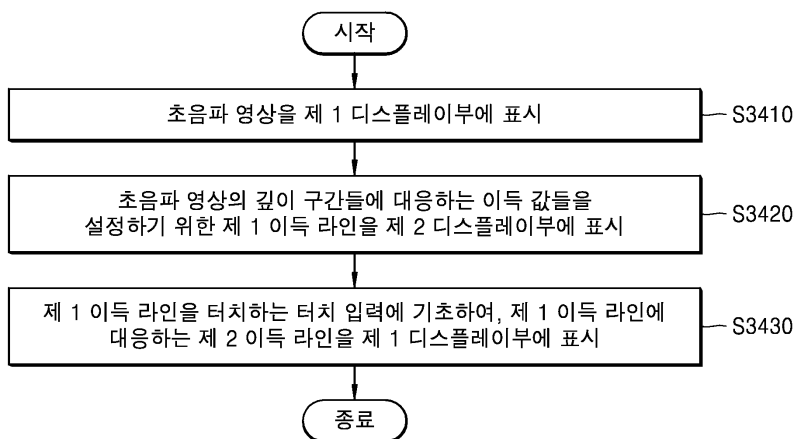 시작
초음파 영상을 제 1 디스플레이부에 표시
S3410
초음파 영상의 깊이 구간들에 대응하는 이득 값들을
설정하기 위한 제 1 이득 라인을 제 2 디스플레이부에 표시
S3420
제 1 이득 라인을 터치하는 터치 입력에 기초하여, 제 1 이득 라인에
대응하는 제 2 이득 라인을 제 1 디스플레이부에 표시
S3430
종료